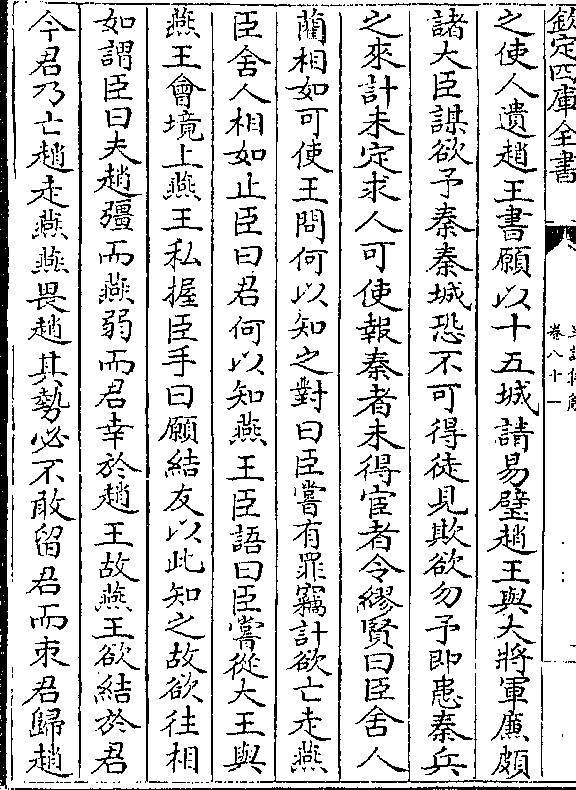 欽定四庫全書
卷八十一
之使人遺趙王書願以十五城請易璧趙王與大將軍廉頗
諸大臣謀欲予秦秦城恐不可得徒見欺欲勿予即患秦兵
之來計未定求人可使報秦者未得宦者令繆賢曰臣舍人
藺相如可使王問何以知之對曰臣嘗有罪竊計欲亡走燕
臣舍人相如止臣曰君何以知燕王臣語曰臣嘗從大王與
燕王會境上燕王私握臣手曰願結友以此知之故欲往相
如謂臣曰夫趙彊而燕弱而君幸於趙王故燕王欲結於君
今君乃亡趙走燕燕畏趙其勢必不敢留君而朿君歸趙